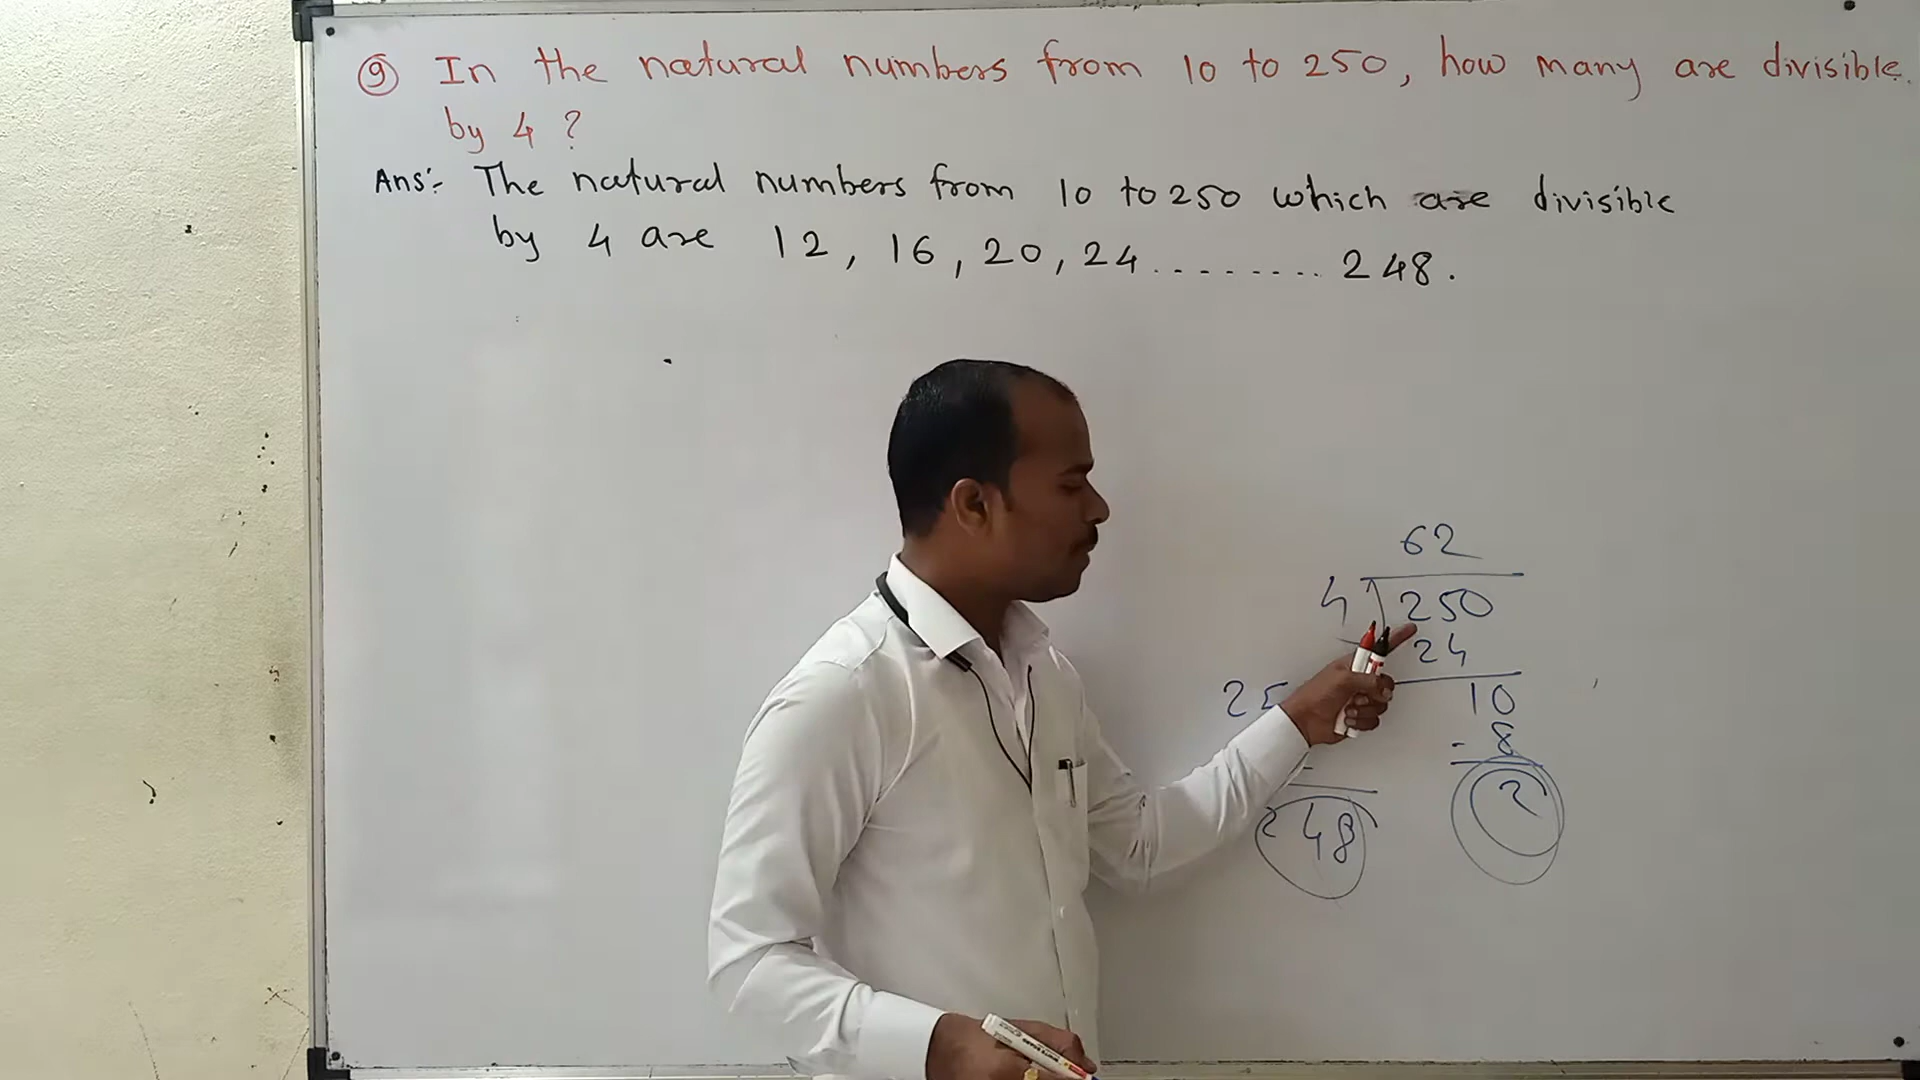 9 In the natural numbers from 10 to 250, how many are divisible
by 4 ?
Ans:- The natural numbers from 10 to 250 which are divisible
by 4 are 12, 16, 20, 24 ......... 248.
62
4 250
24
10
- 8
2
25
-
248